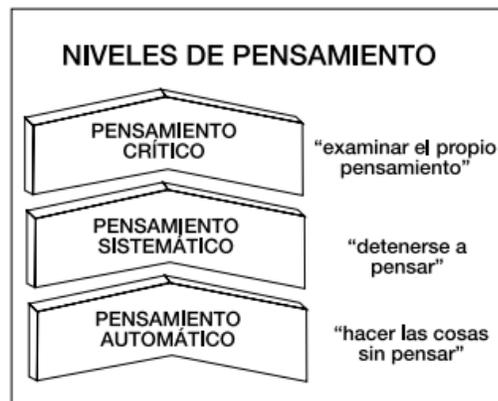 NIVELES DE PENSAMIENTO
PENSAMIENTO
CRÍTICO
“examinar el propio
pensamiento”
PENSAMIENTO
SISTEMÁTICO
“detenerse a
pensar”
PENSAMIENTO
AUTOMÁTICO
“hacer las cosas
sin pensar”